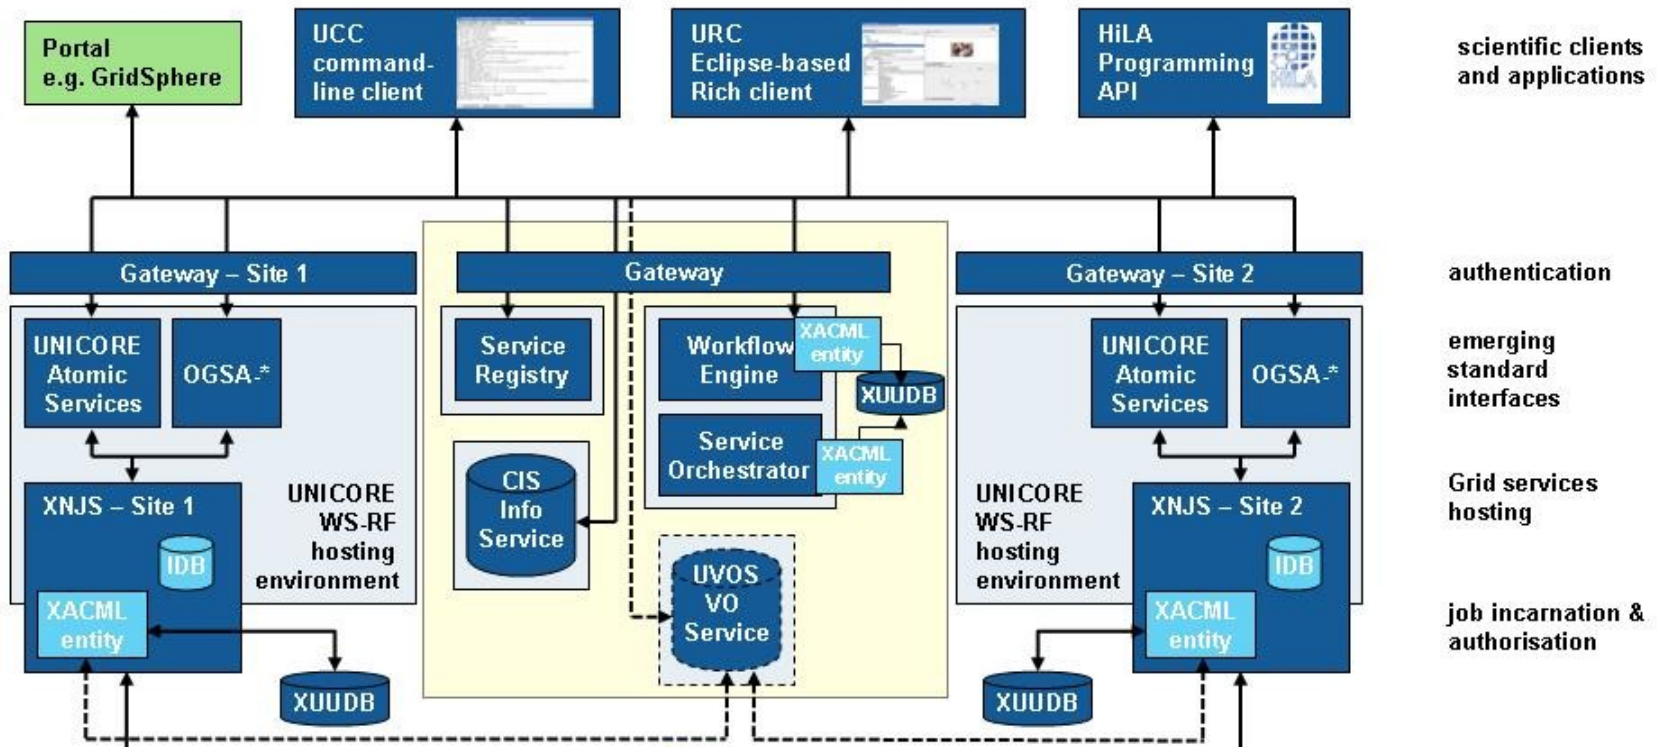 Portal
e.g. GridSphere
UCC
command-
line client
URC
Eclipse-based
Rich client
HiLA
Programming
API
HiLA
scientific clients
and applications
Gateway – Site 1
Gateway
Gateway – Site 2
authentication
UNICORE
Atomic
Services
OGSA-*
Service
Registry
Workflow
Engine
XACML
entity
XUUDB
UNICORE
Atomic
Services
OGSA-*
emerging
standard
interfaces
Service
Orchestrator
XACML
entity
CIS
Info
Service
XNJS – Site 1
IDB
UNICORE
WS-RF
hosting
environment
UNICORE
WS-RF
hosting
environment
XNJS – Site 2
IDB
Grid services
hosting
UVOS
VO
Service
XACML
entity
XUUDB
XACML
entity
XUUDB
job incarnation &
authorisation